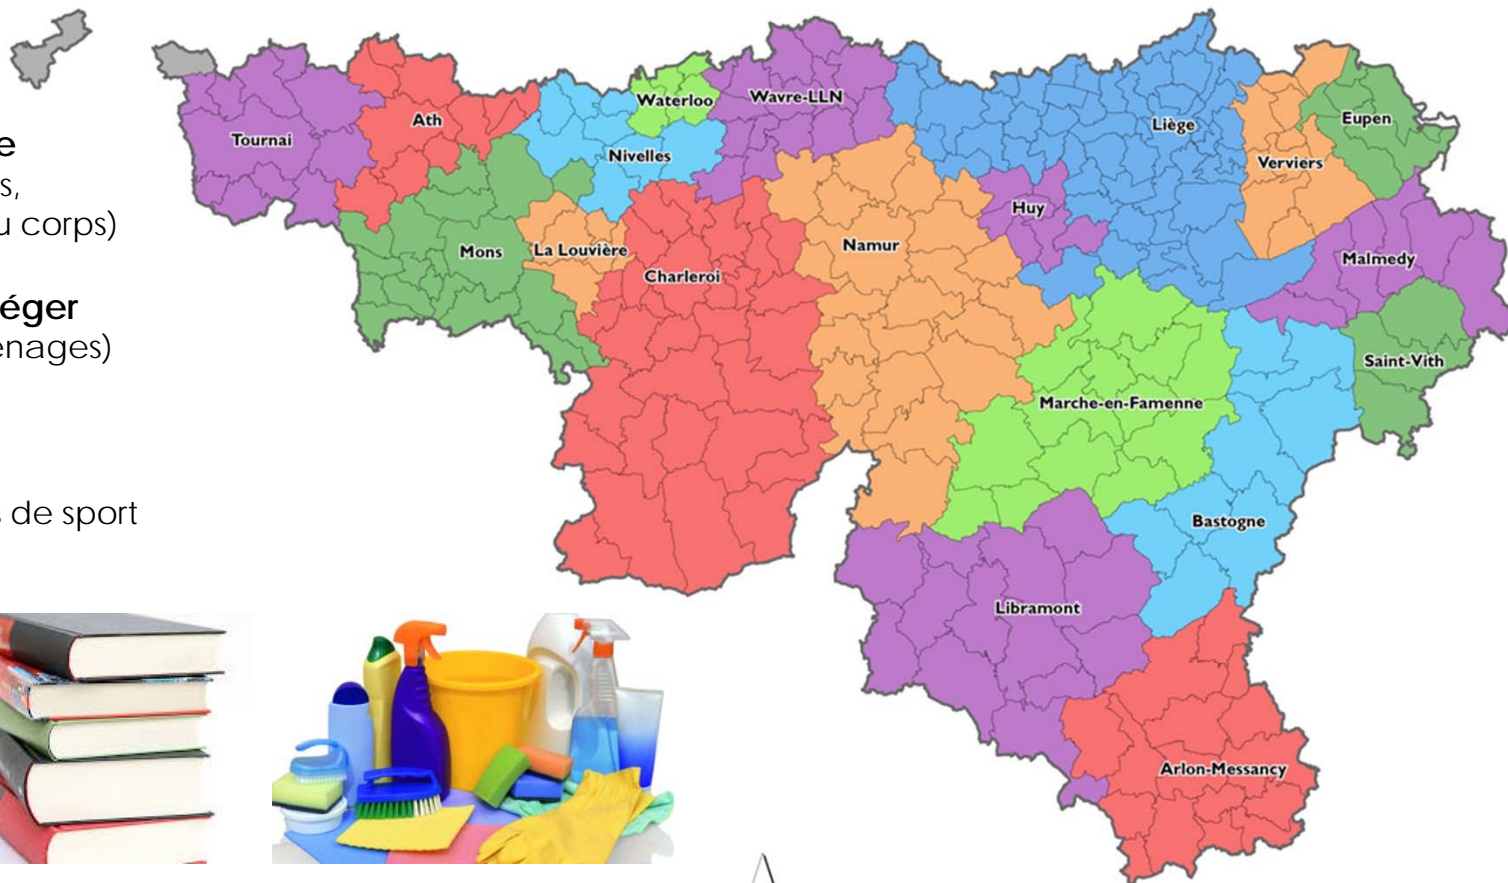 e
s,
u corps)
éger
énages)
s de sport
Tournai
Ath
Waterloo
Wavre-LLN
Nivelles
Liège
Eupen
Verviers
Mons
La Louvière
Charleroi
Namur
Huy
Malmedy
Saint-Vith
Marche-en-Famenne
Bastogne
Libramont
Arlon-Messancy